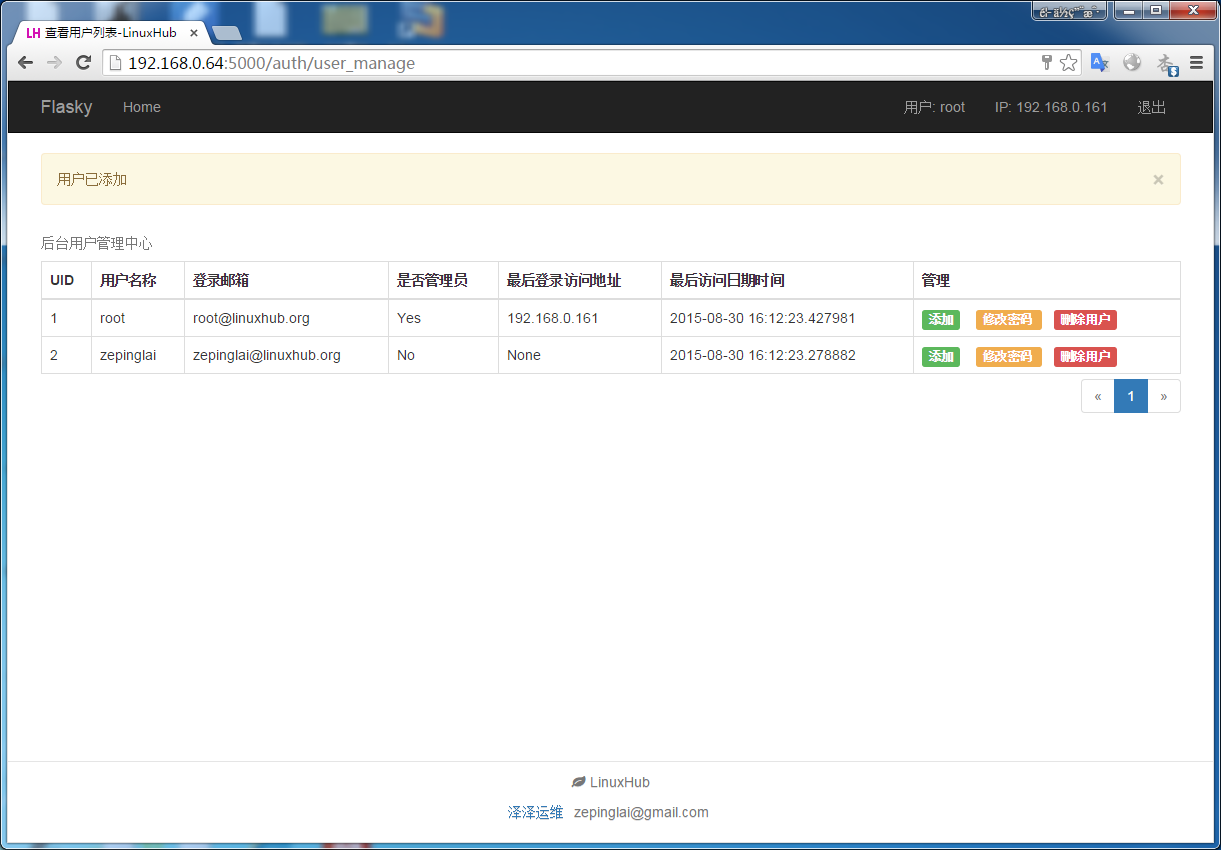 LH 查看用户列表-LinuxHub ×
192.168.0.64:5000/auth/user_manage
Flasky Home 用户: root IP: 192.168.0.161 退出
用户已添加 ×
后台用户管理中心
UID 用户名称 登录邮箱 是否管理员 最后登录访问地址 最后访问日期时间 管理
1 root root@linuxhub.org Yes 192.168.0.161 2015-08-30 16:12:23.427981 添加 修改密码 删除用户
2 zepinglai zepinglai@linuxhub.org No None 2015-08-30 16:12:23.278882 添加 修改密码 删除用户
« 1 »
LinuxHub
泽泽运维 zepinglai@gmail.com